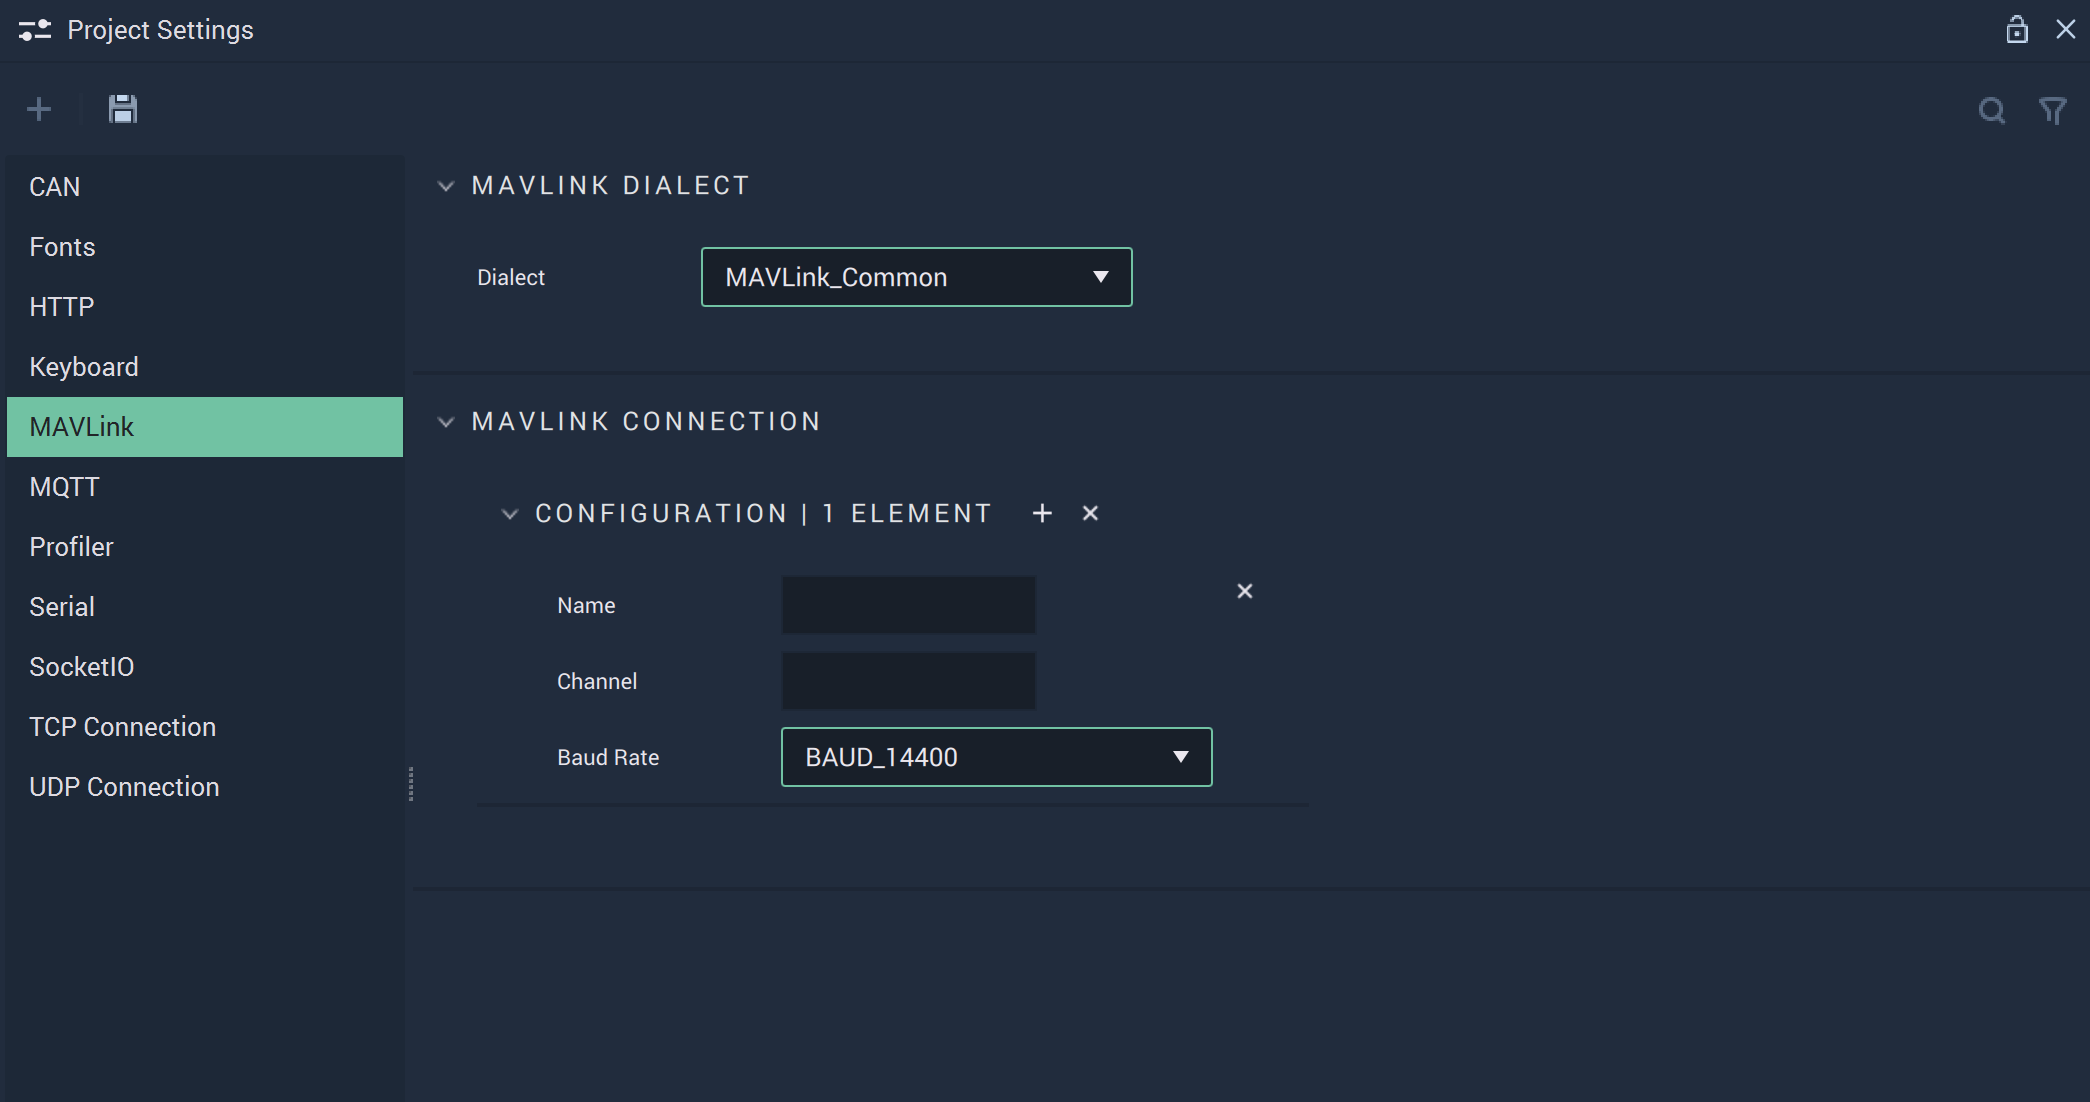 Project Settings
CAN
Fonts
HTTP
Keyboard
MAVLink
MQTT
Profiler
Serial
SocketIO
TCP Connection
UDP Connection
MAVLINK DIALECT
Dialect MAVLink_Common
MAVLINK CONNECTION
CONFIGURATION | 1 ELEMENT
Name
Channel
Baud Rate BAUD_14400